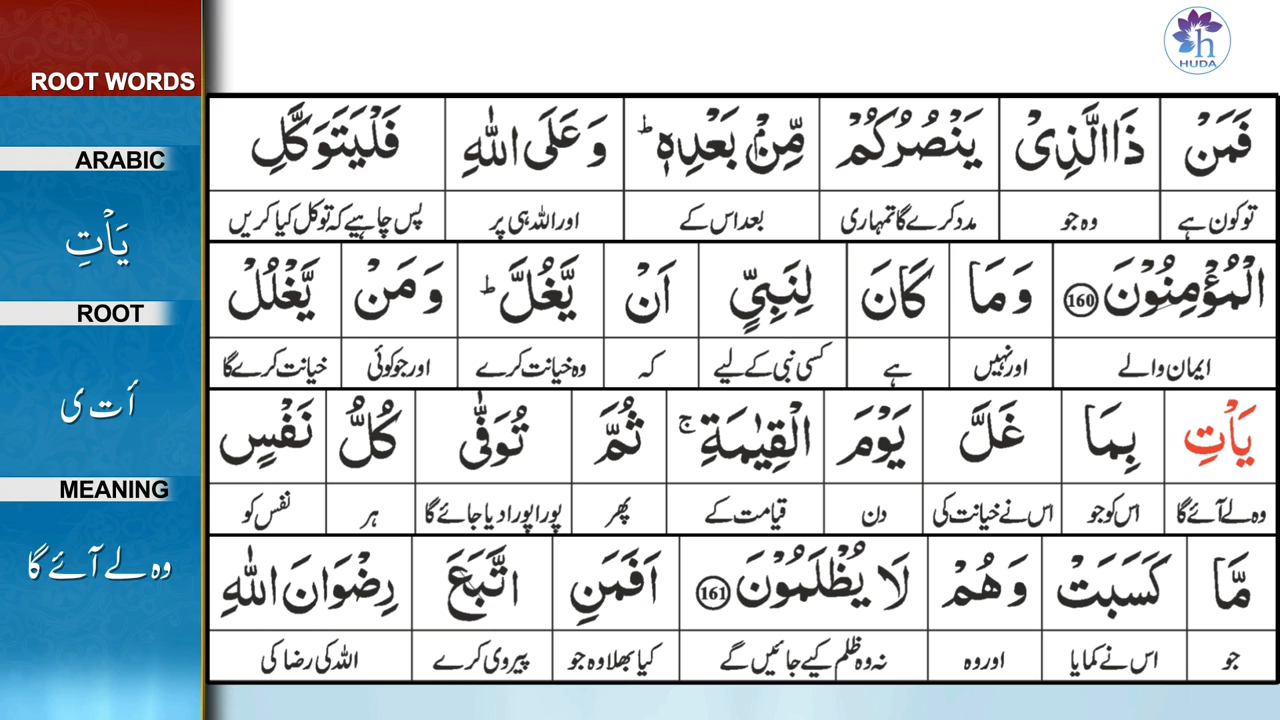 HUDA
ROOT WORDS
ARABIC
يَاْتِ
ROOT
أ ت ی
MEANING
وہ لے آئے گا
فَمَنْ ذَا الَّذِیْ یَنْصُرُكُمْ مِّنْۢ بَعْدِهٖ ؕ وَ عَلَى اللّٰهِ فَلْیَتَوَكَّلِ
تو کون ہے وہ جو مدد کرے گا تمہاری بعد اس کے اور اللہ ہی پر پس چاہیے کہ توکل کیا کریں
الْمُؤْمِنُوْنَ 160 وَ مَا كَانَ لِنَبِیٍّ اَنْ یَّغُلَّ ؕ وَ مَنْ یَّغْلُلْ
ایمان والے اور نہیں ہے کسی نبی کے لیے کہ وہ خیانت کرے اور جو کوئی خیانت کرے گا
یَاْتِ بِمَا غَلَّ یَوْمَ الْقِیٰمَةِ ۚ ثُمَّ تُوَفّٰى كُلُّ نَفْسٍ
وہ لے آئے گا اس کو جو اس نے خیانت کی دن قیامت کے پھر پورا پورا دیا جائے گا ہر نفس کو
مَّا كَسَبَتْ وَ هُمْ لَا یُظْلَمُوْنَ 161 اَفَمَنِ اتَّبَعَ رِضْوَانَ اللّٰهِ
جو اس نے کمایا اور وہ نہ وہ ظلم کیے جائیں گے کیا بھلا وہ جو پیروی کرے اللہ کی رضا کی